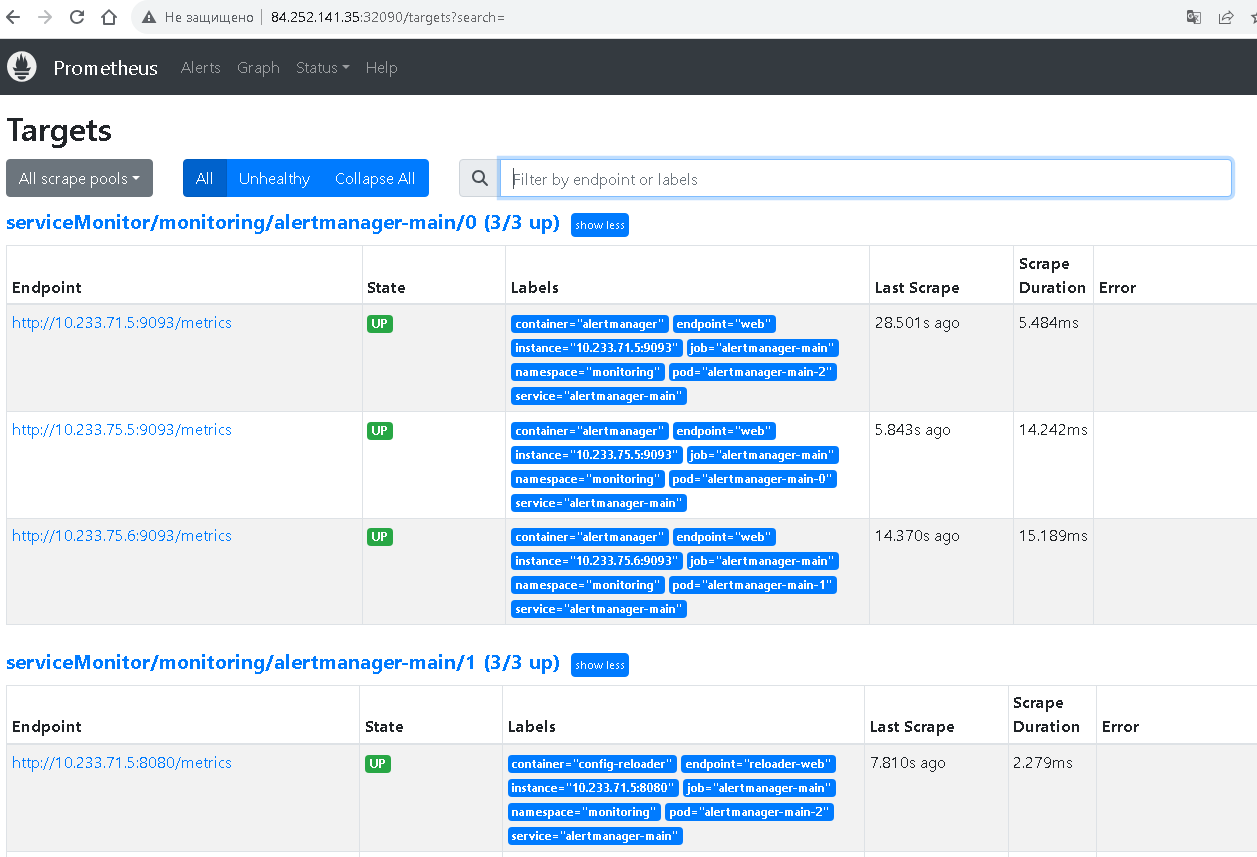 Не защищено 84.252.141.35:32090/targets?search=
Prometheus Alerts Graph Status Help
Targets
All scrape pools All Unhealthy Collapse All Filter by endpoint or labels
serviceMonitor/monitoring/alertmanager-main/0 (3/3 up) show less
Endpoint State Labels Last Scrape Scrape Duration Error
http://10.233.71.5:9093/metrics UP container="alertmanager" endpoint="web" 28.501s ago 5.484ms
instance="10.233.71.5:9093" job="alertmanager-main"
namespace="monitoring" pod="alertmanager-main-2"
service="alertmanager-main"
http://10.233.75.5:9093/metrics UP container="alertmanager" endpoint="web" 5.843s ago 14.242ms
instance="10.233.75.5:9093" job="alertmanager-main"
namespace="monitoring" pod="alertmanager-main-0"
service="alertmanager-main"
http://10.233.75.6:9093/metrics UP container="alertmanager" endpoint="web" 14.370s ago 15.189ms
instance="10.233.75.6:9093" job="alertmanager-main"
namespace="monitoring" pod="alertmanager-main-1"
service="alertmanager-main"
serviceMonitor/monitoring/alertmanager-main/1 (3/3 up) show less
Endpoint State Labels Last Scrape Scrape Duration Error
http://10.233.71.5:8080/metrics UP container="config-reloader" endpoint="reloader-web" 7.810s ago 2.279ms
instance="10.233.71.5:8080" job="alertmanager-main"
namespace="monitoring" pod="alertmanager-main-2"
service="alertmanager-main"